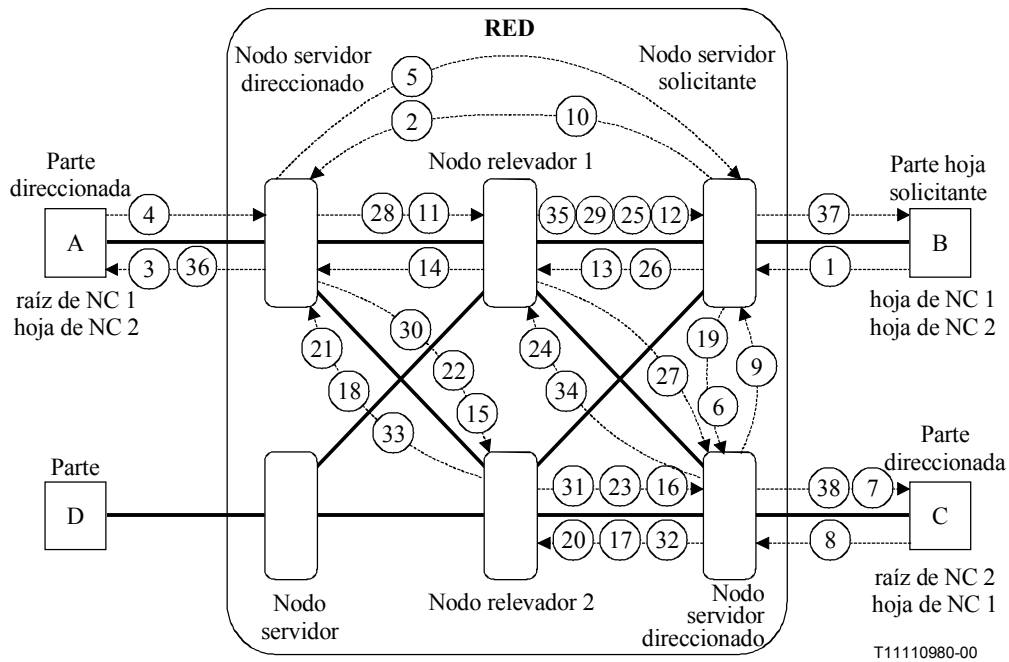 RED
Nodo servidor
direccionado
Nodo servidor
solicitante
5
2
10
Nodo relevador 1
Parte
direccionada
Parte hoja
solicitante
4
28 11
35 29 25 12
37
A
B
3 36
14
13 26
1
raíz de NC 1
hoja de NC 2
hoja de NC 1
hoja de NC 2
30
19
21
24
9
22
27
18
34
15
6
33
Parte
Parte
direccionada
31 23 16
38 7
D
C
20 17 32
8
Nodo
servidor
Nodo relevador 2
Nodo
servidor
direccionado
raíz de NC 2
hoja de NC 1
T11110980-00